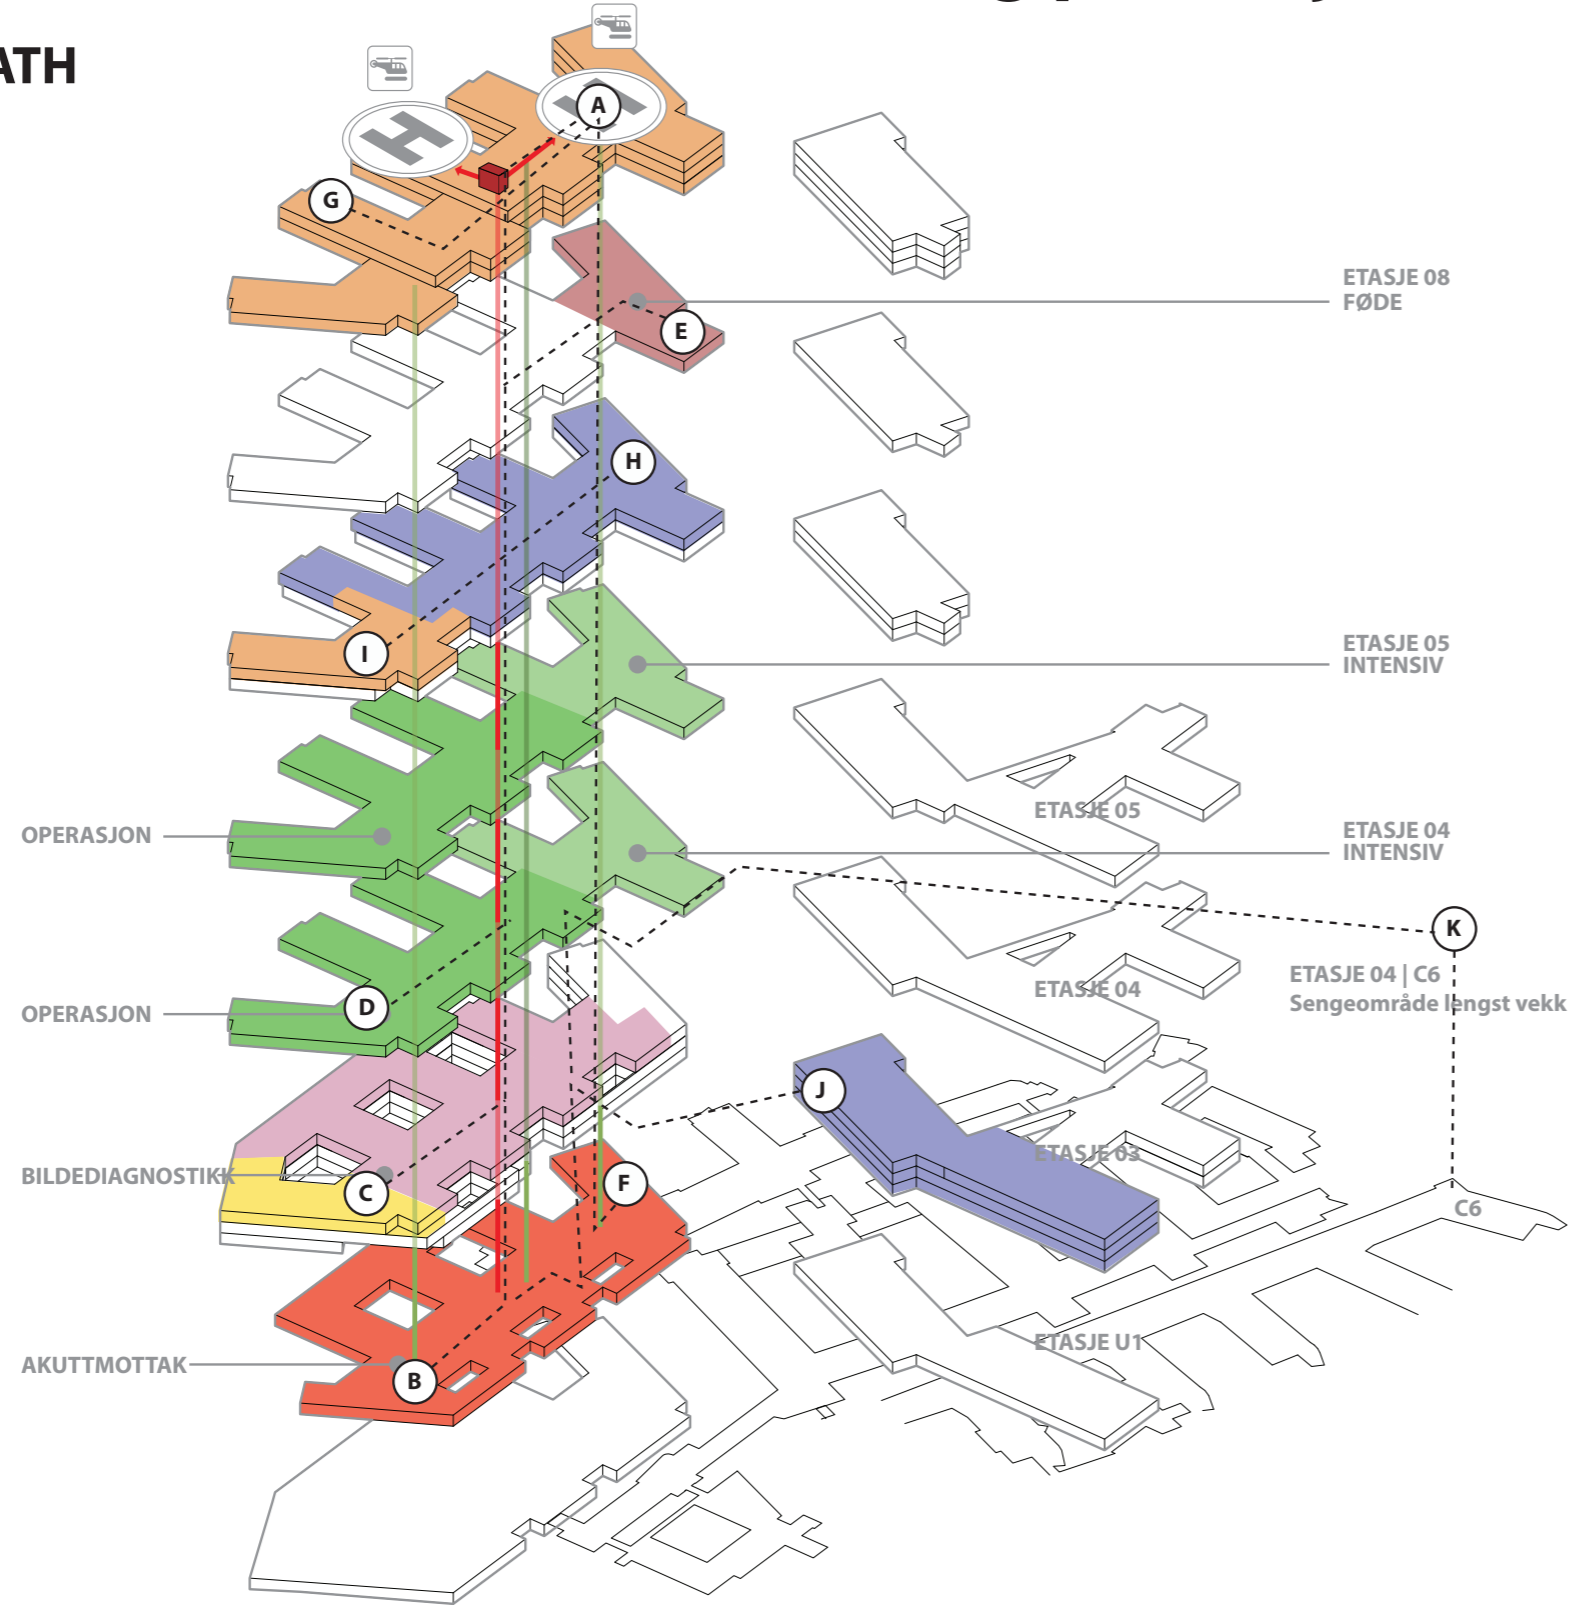 ATH
H
A
G
ETASJE 08
FØDE
E
H
I
ETASJE 05
INTENSIV
ETASJE 05
OPERASJON
ETASJE 04
INTENSIV
K
ETASJE 04 | C6
Sengeområde lengst vekk
ETASJE 04
D
OPERASJON
J
ETASJE 03
BILDEDIAGNOSTIKK
C
F
C6
ETASJE U1
AKUTTMOTTAK
B